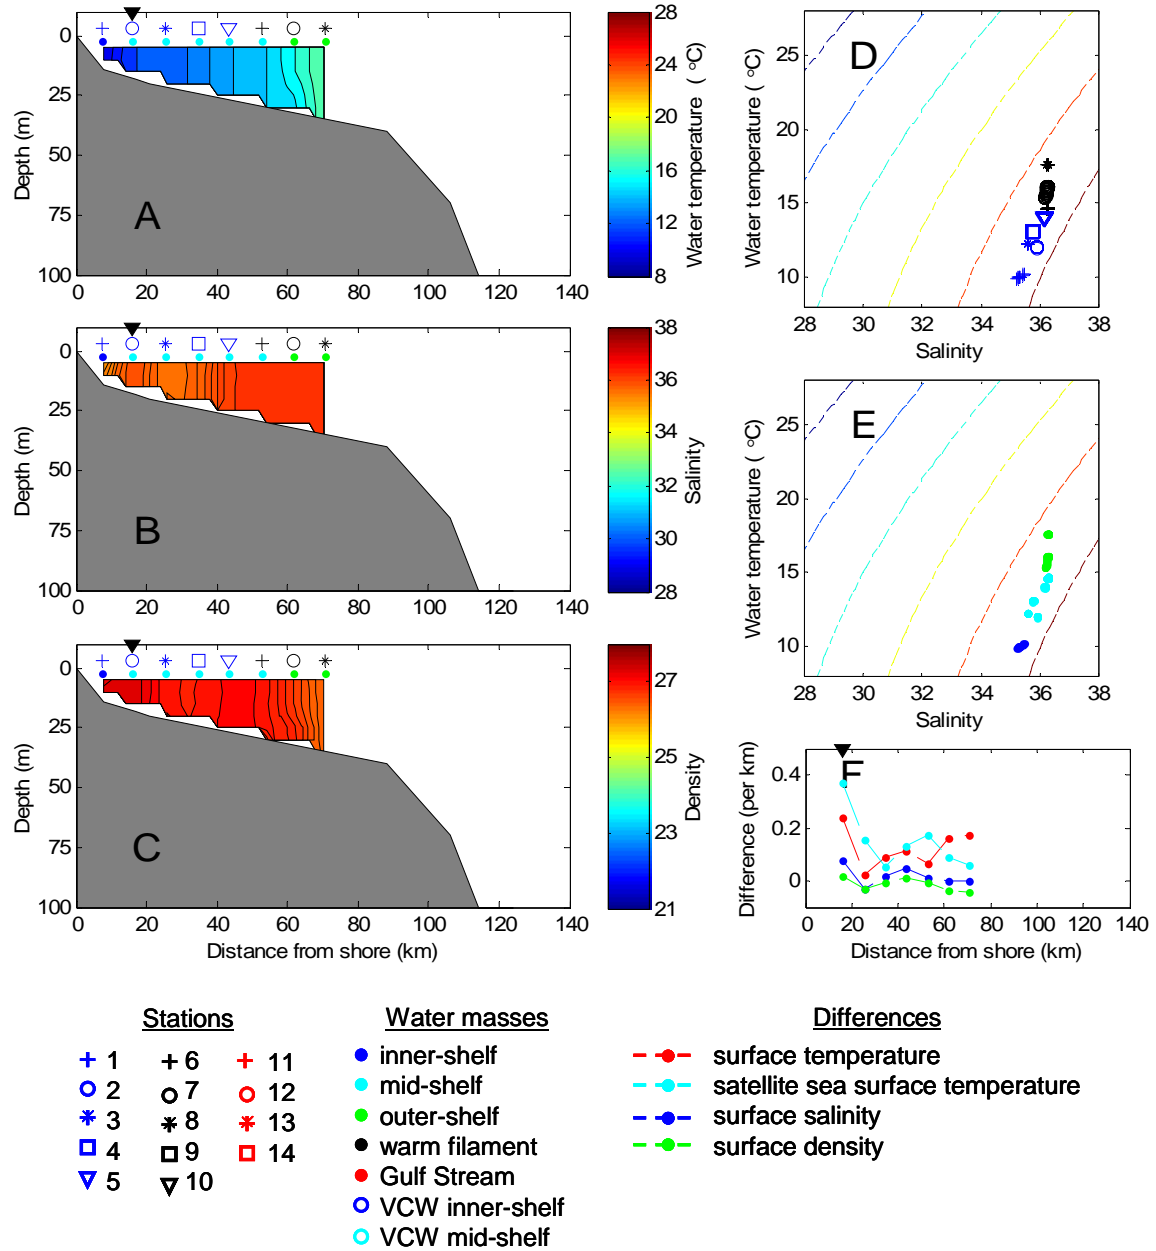 0
25
50
75
100
Depth (m)
A
0 20 40 60 80 100 120 140
28
24
20
16
12
8
Water temperature ( °C)
0
25
50
75
100
Depth (m)
B
0 20 40 60 80 100 120 140
38
36
34
32
30
28
Salinity
0
25
50
75
100
Depth (m)
C
0 20 40 60 80 100 120 140
Distance from shore (km)
27
25
23
21
Density
D
25
20
15
10
Water temperature ( °C)
28 30 32 34 36 38
Salinity
E
25
20
15
10
Water temperature ( °C)
28 30 32 34 36 38
Salinity
F
0.4
0.2
0
Difference (per km)
0 20 40 60 80 100 120 140
Distance from shore (km)
Stations
1 6 11
2 7 12
3 8 13
4 9 14
5 10
Water masses
inner-shelf
mid-shelf
outer-shelf
warm filament
Gulf Stream
VCW inner-shelf
VCW mid-shelf
Differences
surface temperature
satellite sea surface temperature
surface salinity
surface density